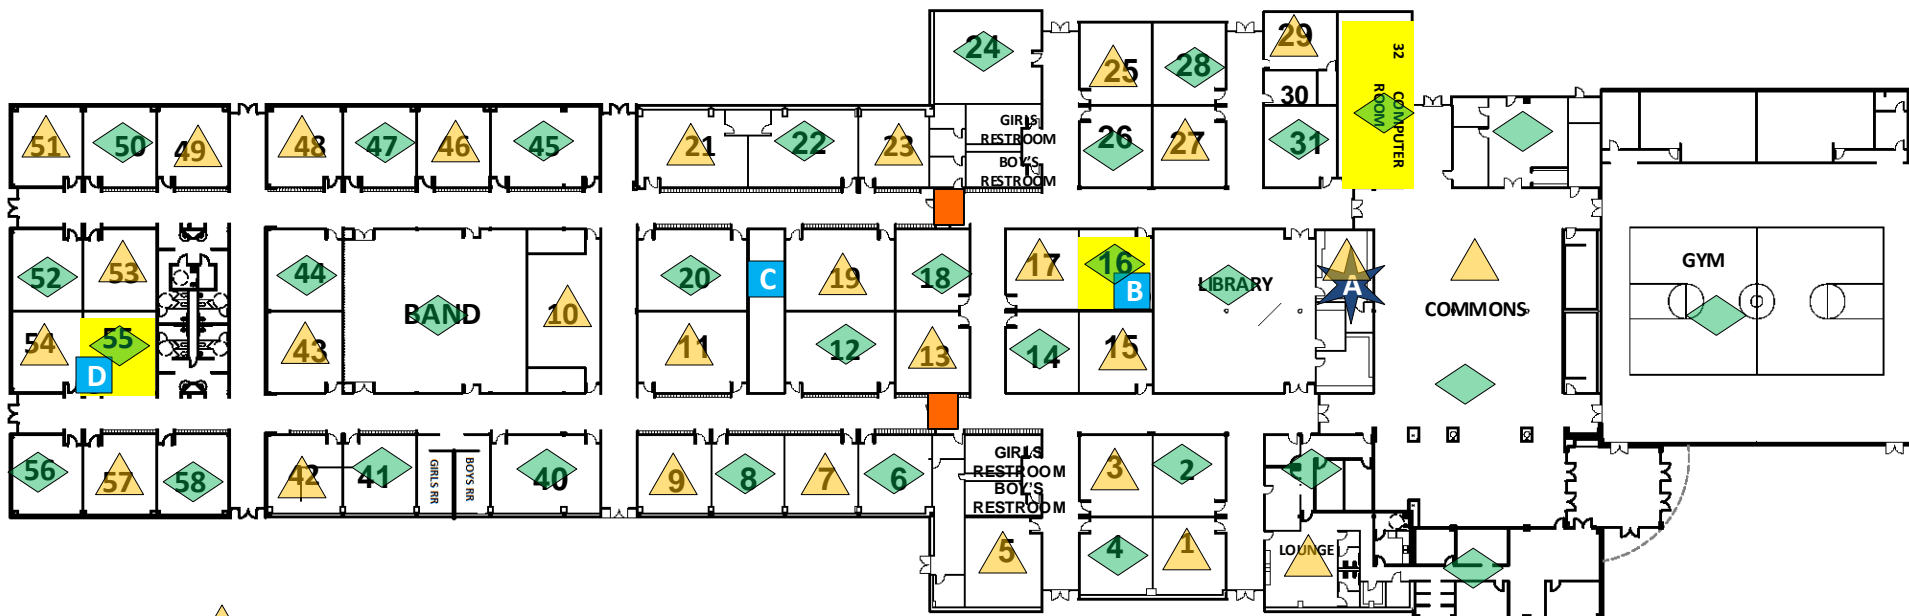 24
25
28
29
30
32
COMPUTER
ROOM
51
50
49
48
47
46
45
21
22
23
GIRLS
RESTROOM
BOY'S
RESTROOM
26
27
31
52
53
44
BAND
10
20
C
19
18
17
16
B
LIBRARY
A
COMMONS
GYM
54
55
D
43
11
12
13
14
15
56
57
58
42
41
GIRLS RR
BOYS RR
40
9
8
7
6
GIRLS
RESTROOM
BOY'S
RESTROOM
3
2
5
4
1
LOUNGE